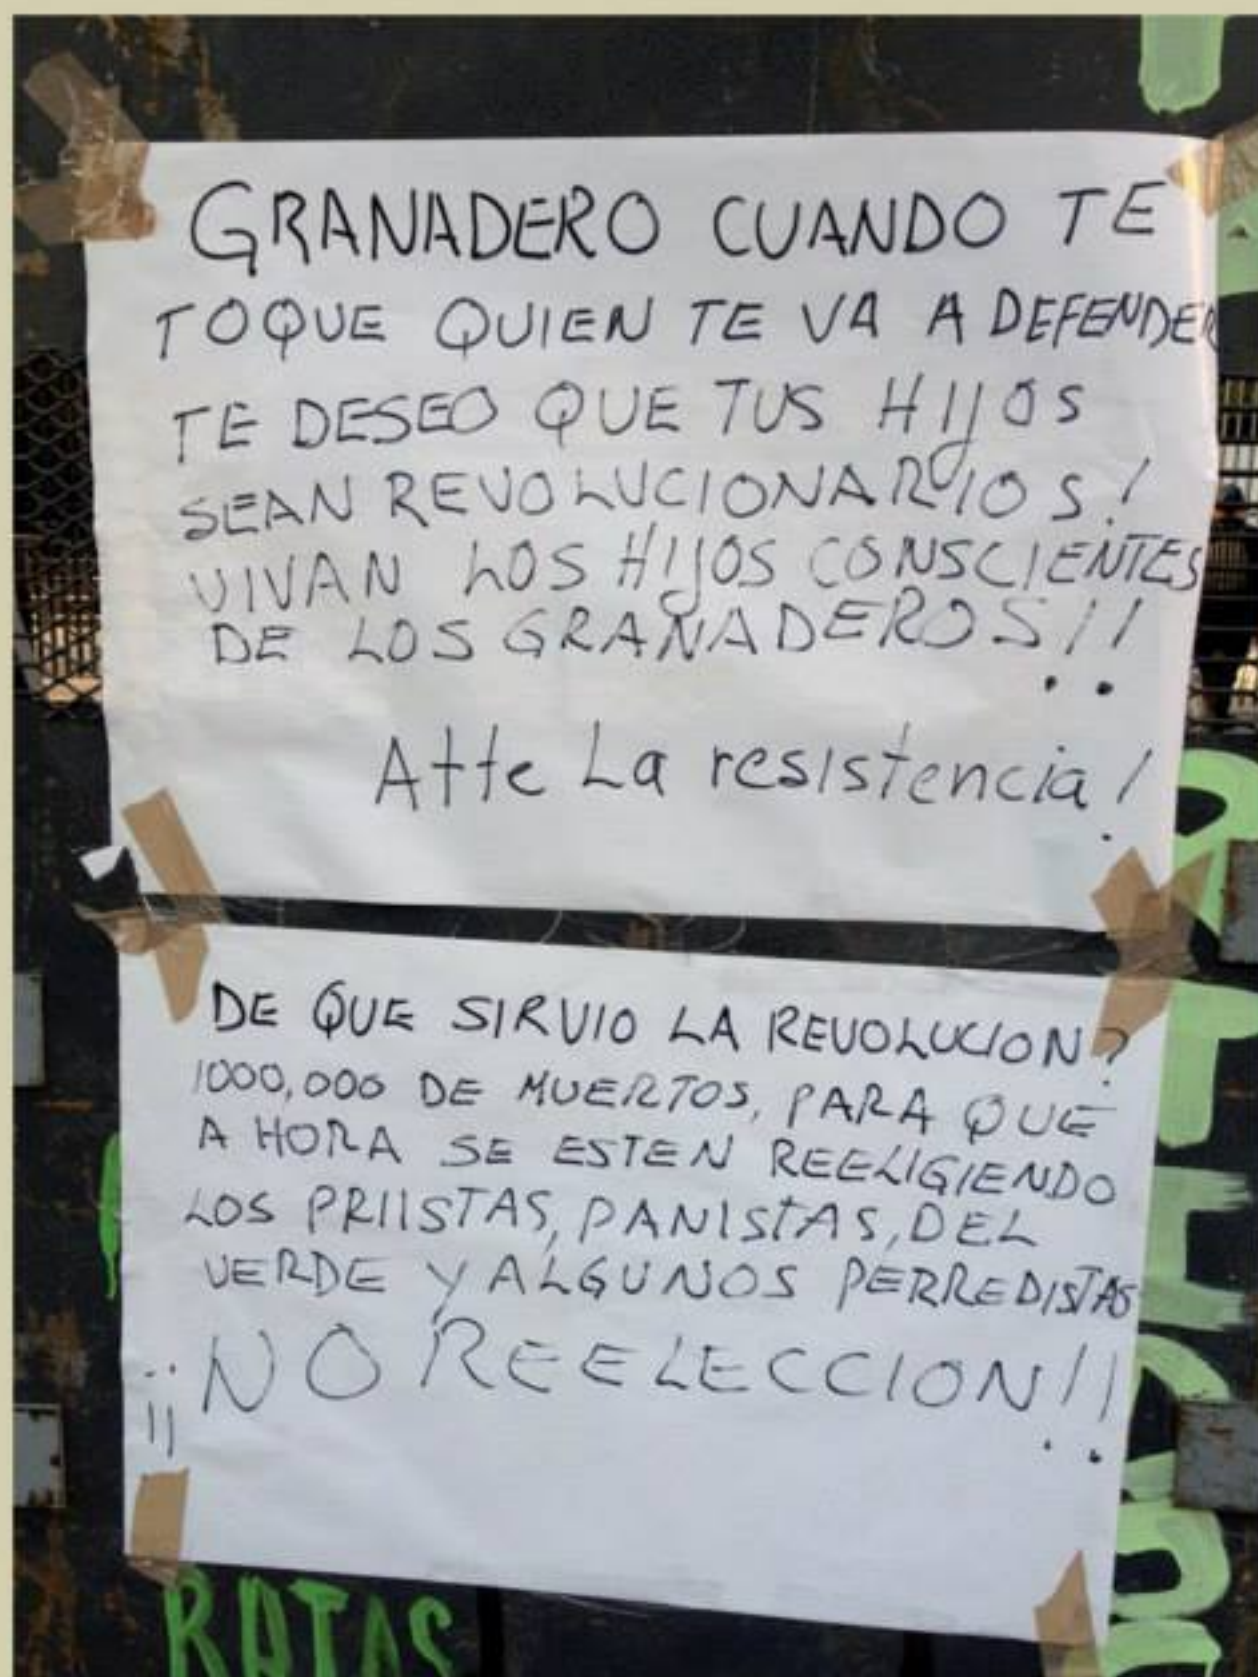 GRANADERO CUANDO TE
TOQUE QUIEN TE VA A DEFENDER
TE DESEO QUE TUS HIJOS
SEAN REVOLUCIONARIOS!
VIVAN LOS HIJOS CONSCIENTES
DE LOS GRANADEROS!!
Atte La resistencia!
DE QUE SIRVIO LA REVOLUCION?
1000,000 DE MUERTOS, PARA QUE
A HORA SE ESTEN REELIGIENDO
LOS PRIISTAS, PANISTAS, DEL
VERDE Y ALGUNOS PERREDISTAS
¡¡NO REELECCION!!
RATAS